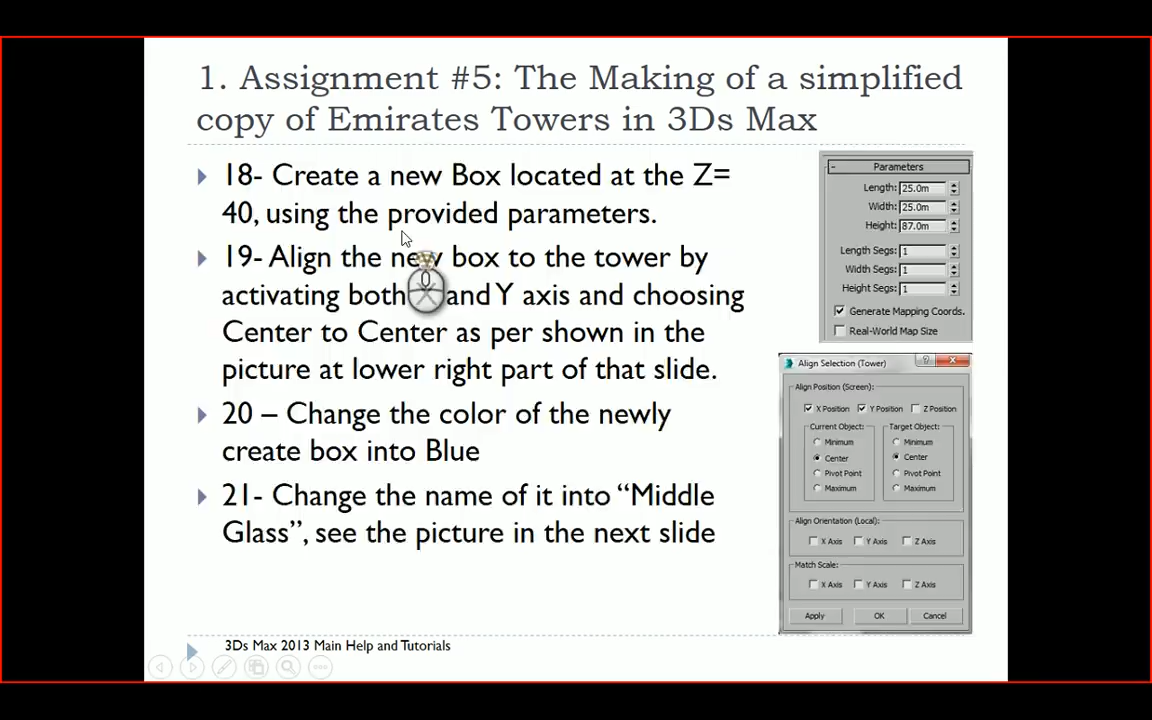 1. Assignment #5: The Making of a simplified
copy of Emirates Towers in 3Ds Max
18- Create a new Box located at the Z=
40, using the provided parameters.
19- Align the new box to the tower by
activating both and Y axis and choosing
Center to Center as per shown in the
picture at lower right part of that slide.
20 – Change the color of the newly
create box into Blue
21- Change the name of it into “Middle
Glass”, see the picture in the next slide
- Parameters
Length: 25.0m
Width: 25.0m
Height: 87.0m
Length Segs: 1
Width Segs: 1
Height Segs: 1
Generate Mapping Coords.
Real-World Map Size
Align Selection (Tower) ?
Align Position (Screen):
X Position Y Position Z Position
Current Object: Target Object:
Minimum Minimum
Center Center
Pivot Point Pivot Point
Maximum Maximum
Align Orientation (Local):
X Axis Y Axis Z Axis
Match Scale:
X Axis Y Axis Z Axis
Apply OK Cancel
3Ds Max 2013 Main Help and Tutorials